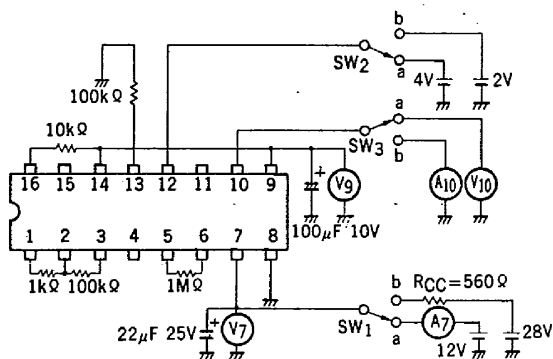 b
SW2
a
4V
2V
100kΩ
a
SW3
b
10kΩ
16 15 14 13 12 11 10 9
+
V9
A10 V10
100μF 10V
1 2 3 4 5 6 7 8
1kΩ 100kΩ 1MΩ
b RCC=560Ω
22μF 25V
+
V7
SW1
a
A7
12V
28V